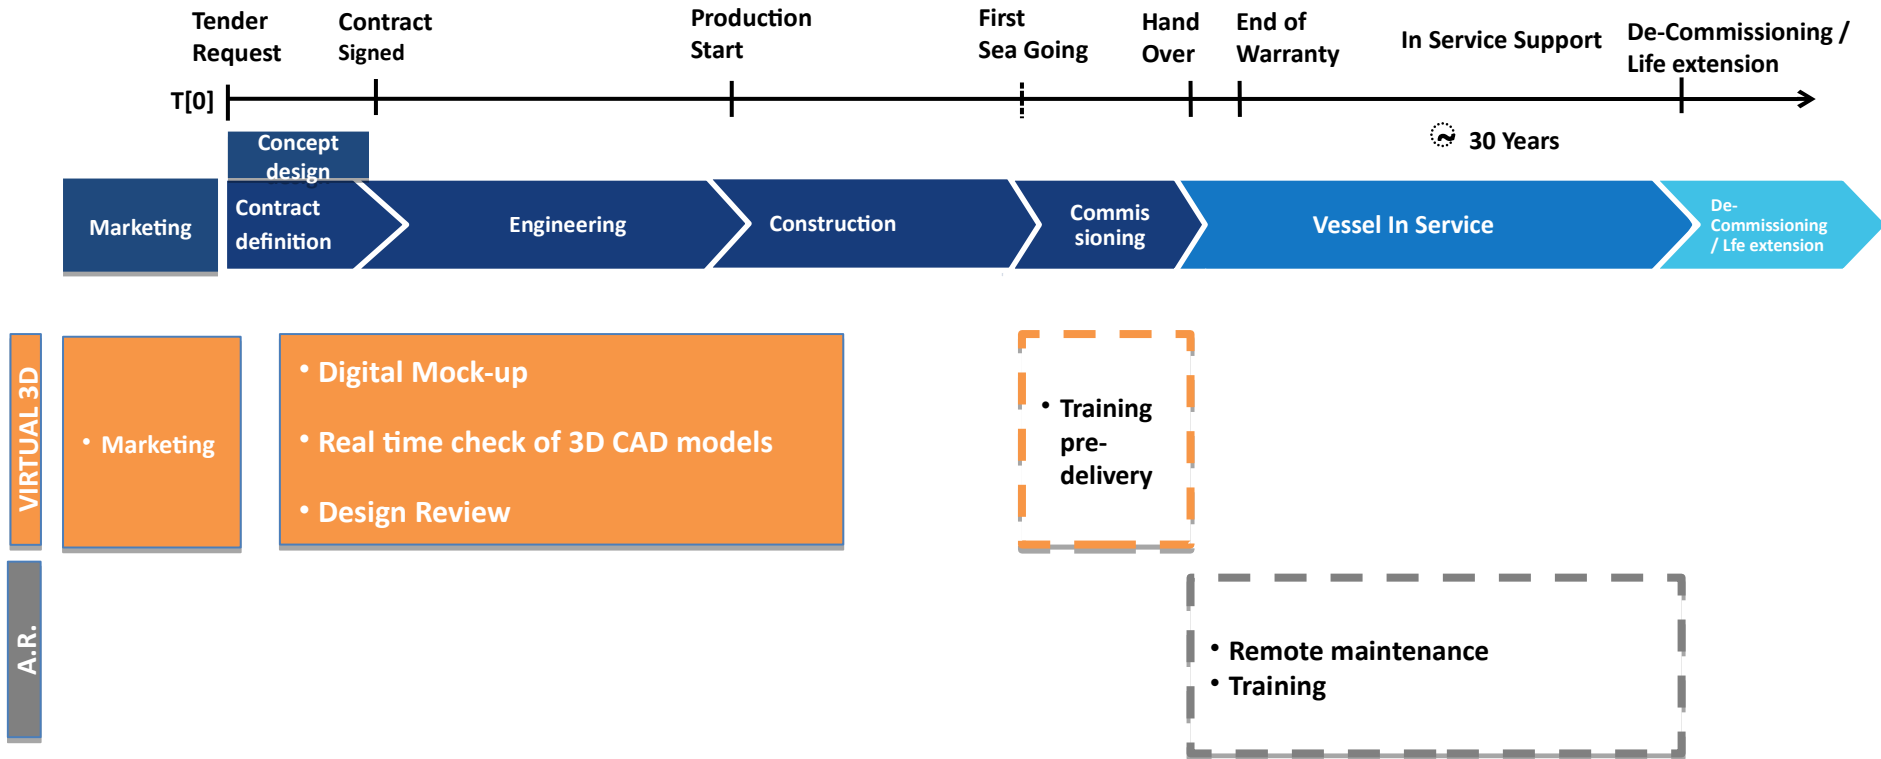 Tender
Request
Contract
Signed
Production
Start
First
Sea Going
Hand
Over
End of
Warranty
In Service Support
De-Commissioning /
Life extension
T[0]
~ 30 Years
Concept
design
Marketing
Contract
definition
Engineering
Construction
Commis
sioning
Vessel In Service
De-
Commissioning
/ Lfe extension
VIRTUAL 3D
• Marketing
• Digital Mock-up
• Real time check of 3D CAD models
• Design Review
• Training
pre-
delivery
A.R.
• Remote maintenance
• Training